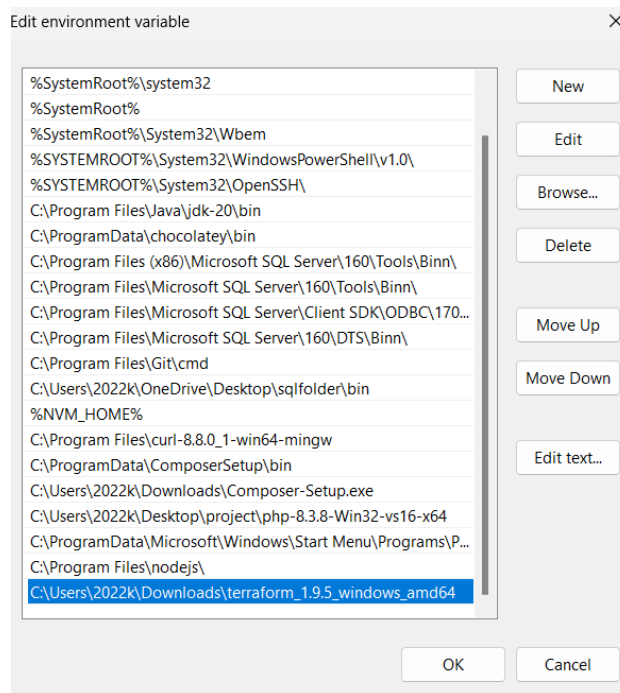 Edit environment variable
%SystemRoot%\system32
%SystemRoot%
%SystemRoot%\System32\Wbem
%SYSTEMROOT%\System32\WindowsPowerShell\v1.0\
%SYSTEMROOT%\System32\OpenSSH\
C:\Program Files\Java\jdk-20\bin
C:\ProgramData\chocolatey\bin
C:\Program Files (x86)\Microsoft SQL Server\160\Tools\Binn\
C:\Program Files\Microsoft SQL Server\160\Tools\Binn\
C:\Program Files\Microsoft SQL Server\Client SDK\ODBC\170...
C:\Program Files\Microsoft SQL Server\160\DTS\Binn\
C:\Program Files\Git\cmd
C:\Users\2022k\OneDrive\Desktop\sqlfolder\bin
%NVM_HOME%
C:\Program Files\curl-8.8.0_1-win64-mingw
C:\ProgramData\ComposerSetup\bin
C:\Users\2022k\Downloads\Composer-Setup.exe
C:\Users\2022k\Desktop\project\php-8.3.8-Win32-vs16-x64
C:\ProgramData\Microsoft\Windows\Start Menu\Programs\P...
C:\Program Files\nodejs\
C:\Users\2022k\Downloads\terraform_1.9.5_windows_amd64
New
Edit
Browse...
Delete
Move Up
Move Down
Edit text...
OK
Cancel